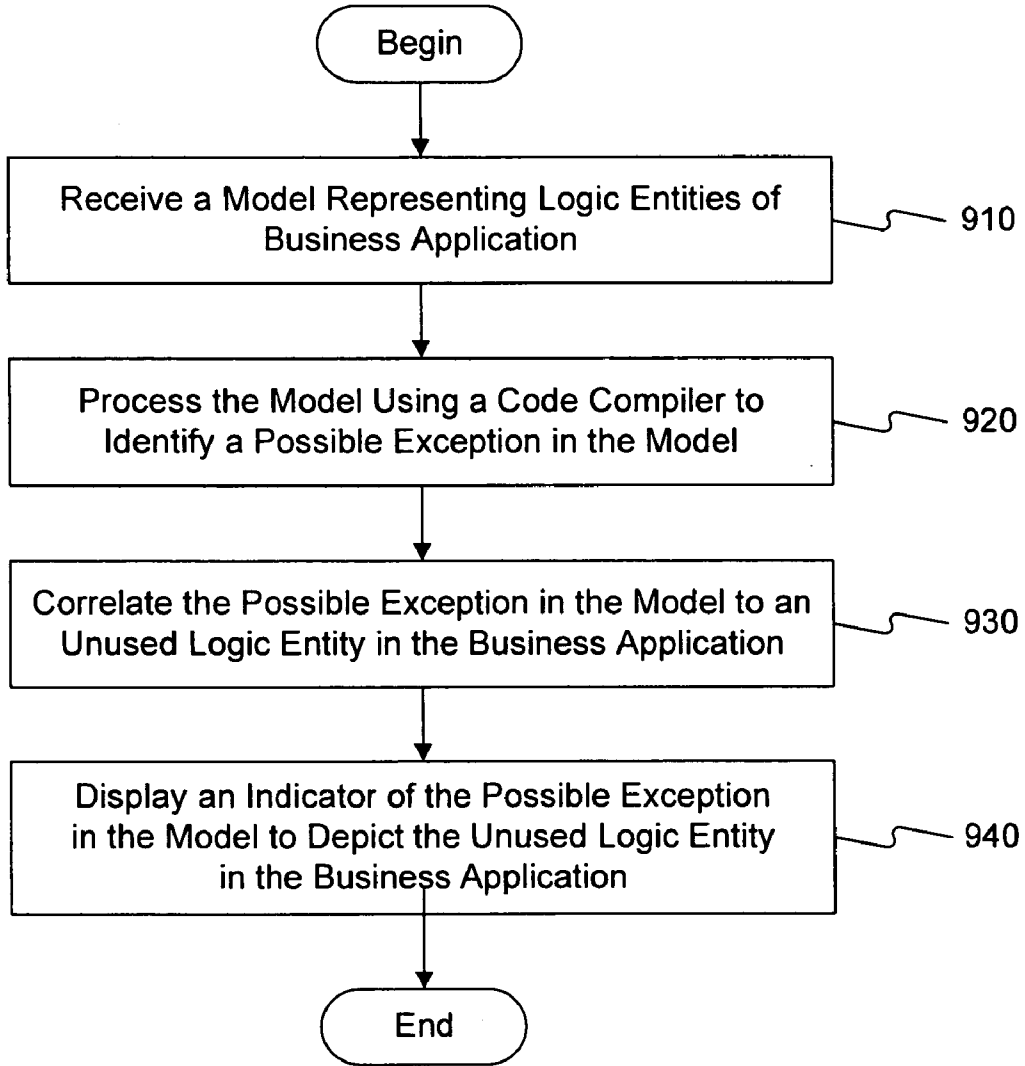 Begin
Receive a Model Representing Logic Entities of
Business Application
910
Process the Model Using a Code Compiler to
Identify a Possible Exception in the Model
920
Correlate the Possible Exception in the Model to an
Unused Logic Entity in the Business Application
930
Display an Indicator of the Possible Exception
in the Model to Depict the Unused Logic Entity
in the Business Application
940
End